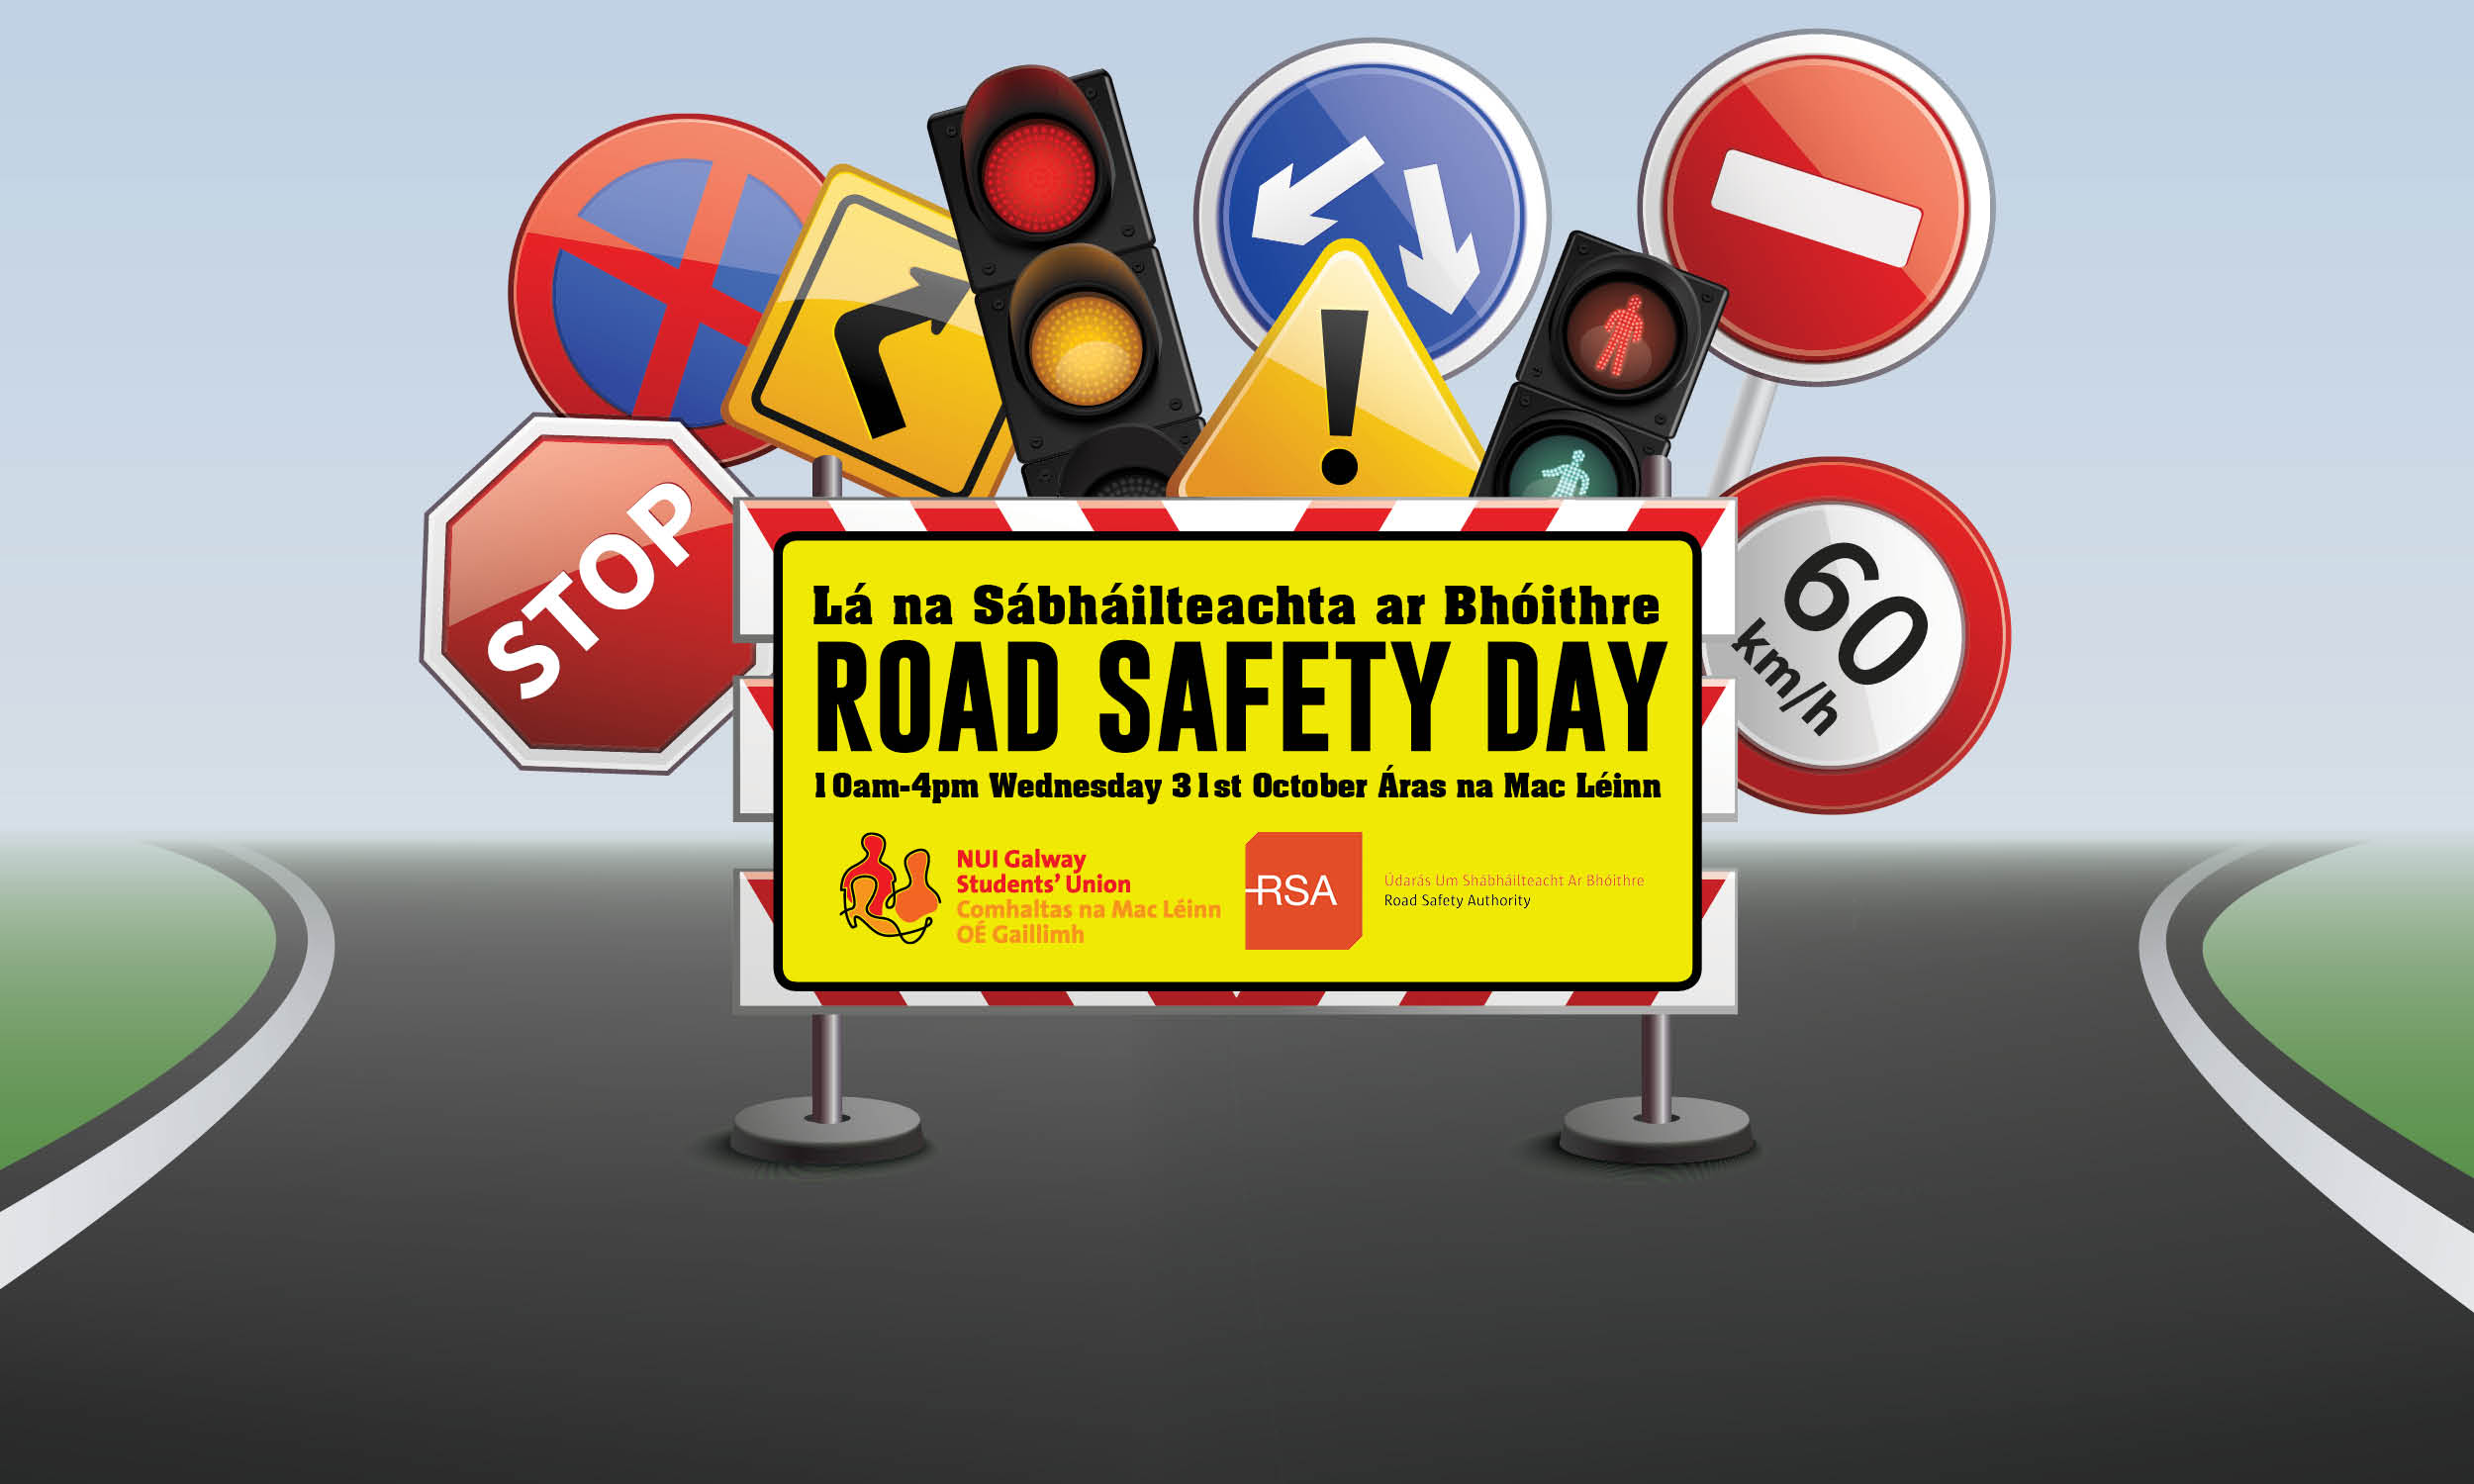 STOP
60
km/h
Lá na Sábháilteachta ar Bhóithre
ROAD SAFETY DAY
10am-4pm Wednesday 31st October Áras na Mac Léinn
NUI Galway
Students' Union
Comhaltas na Mac Léinn
OÉ Gaillimh
RSA
Údarás Um Shábháilteacht Ar Bhóithre
Road Safety Authority